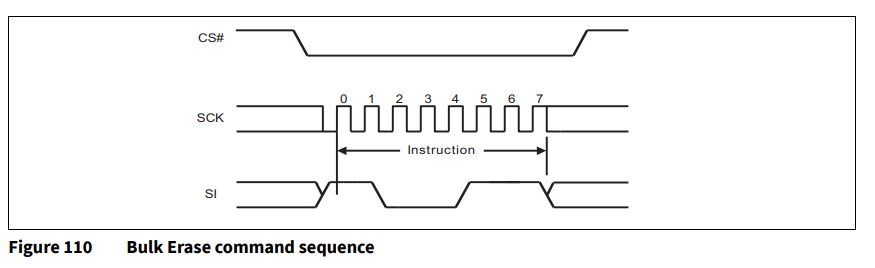 CS#
0 1 2 3 4 5 6 7
SCK
Instruction
SI
Figure 110 Bulk Erase command sequence